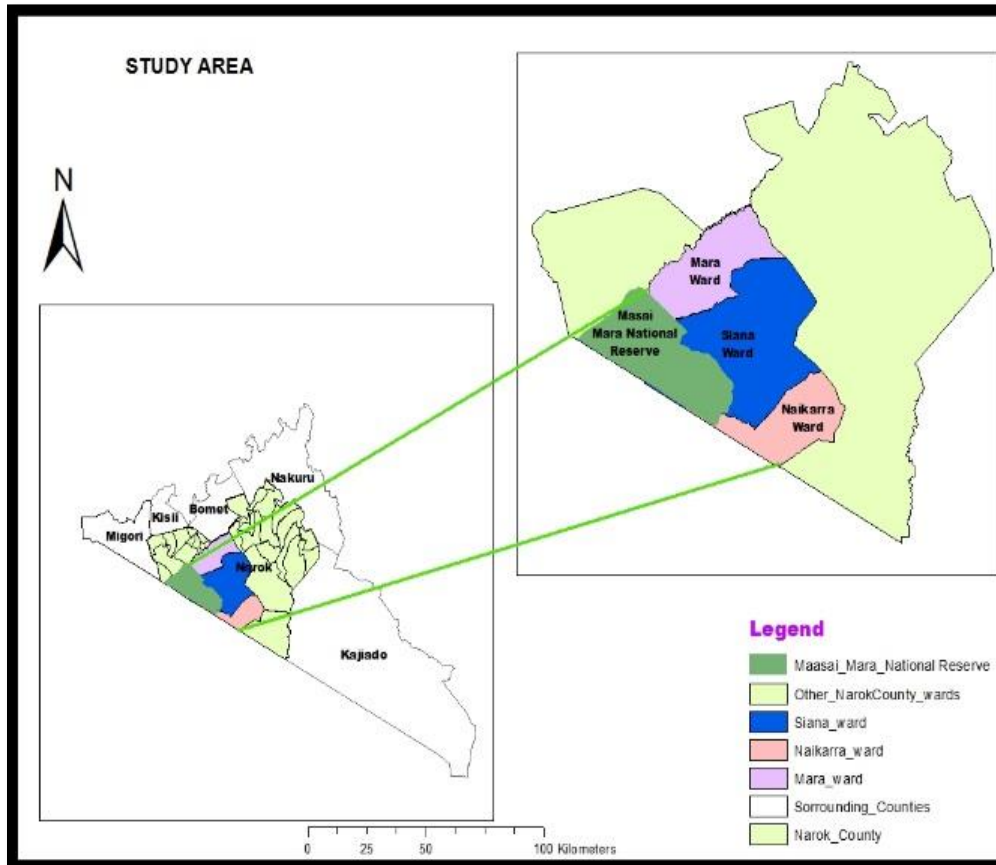 STUDY AREA
N
Mara
Ward
Masai
Mara National
Reserve
Siana
Ward
Naikarra
Ward
Nakuru
Kisii
Bomet
Migori
Narok
Kajiado
Legend
Maasai_Mara_National Reserve
Other_NarokCounty_wards
Siana_ward
Naikarra_ward
Mara_ward
Sorrounding_Counties
Narok_County
0 25 50 100 Kilometers